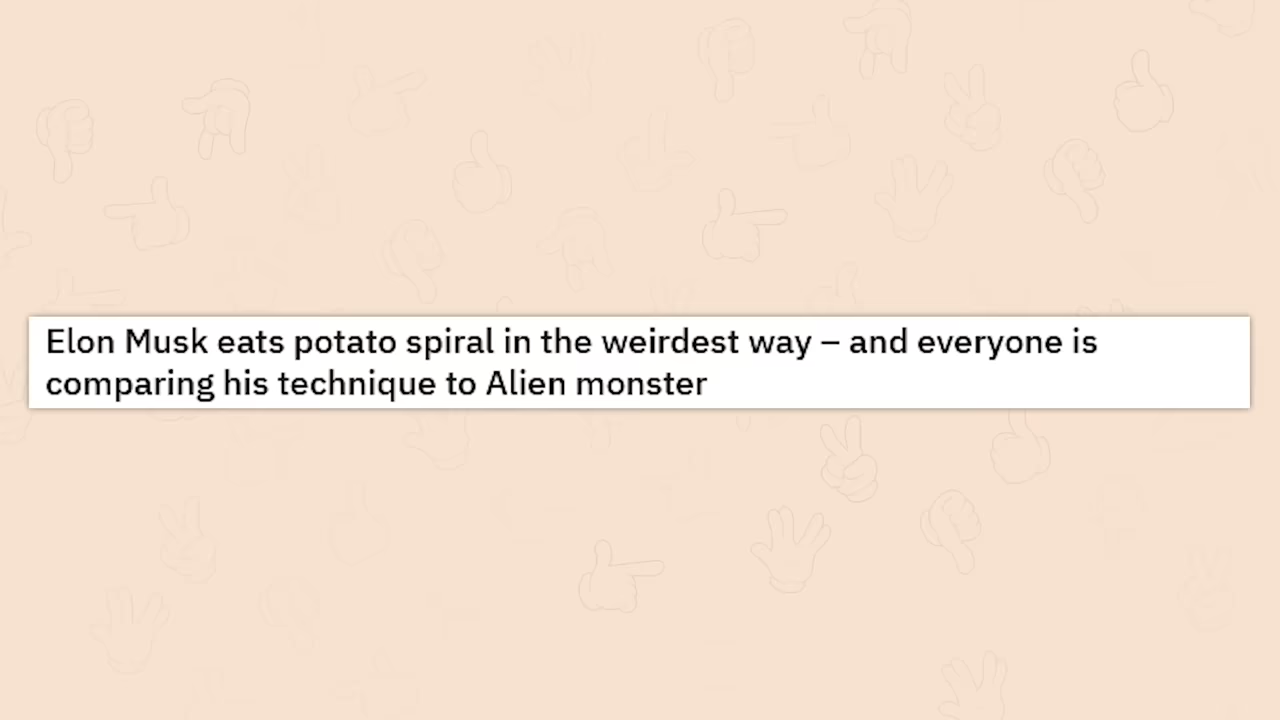 Elon Musk eats potato spiral in the weirdest way – and everyone is
comparing his technique to Alien monster